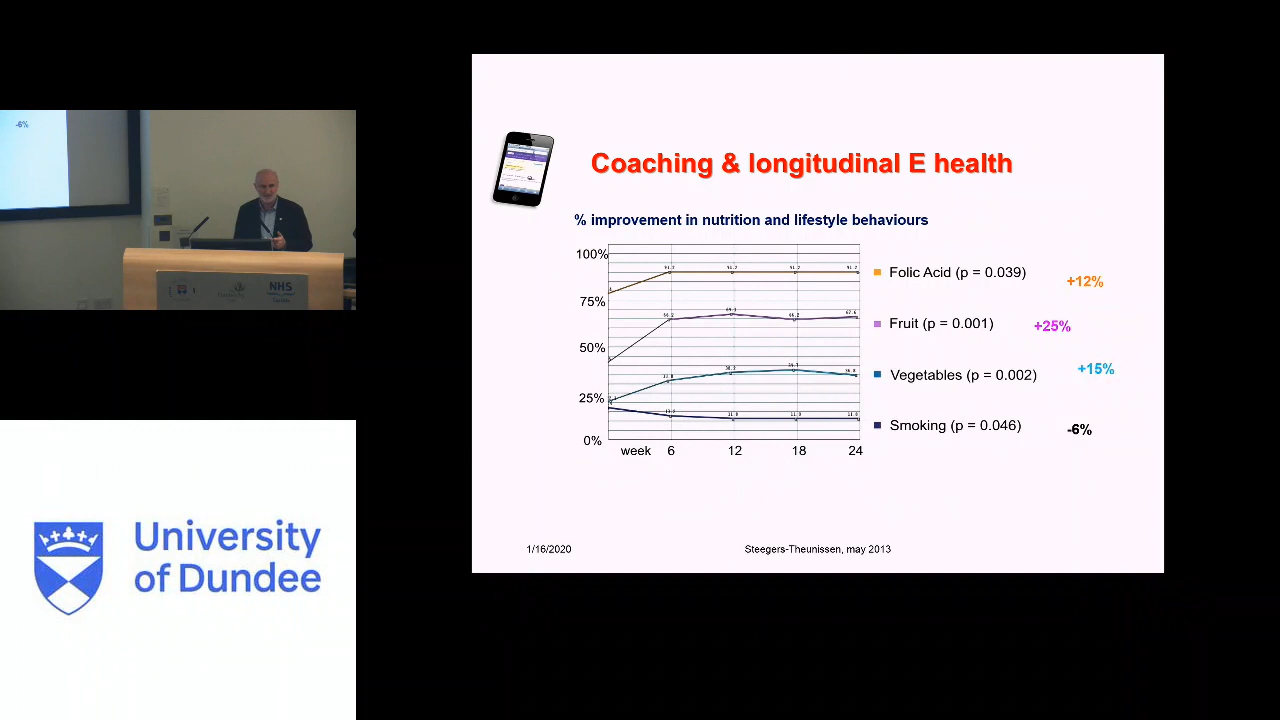 -6%
NHS
University
of Dundee
Coaching & longitudinal E health
% improvement in nutrition and lifestyle behaviours
100%
75%
50%
25%
0%
week 6 12 18 24
Folic Acid (p = 0.039) +12%
Fruit (p = 0.001) +25%
Vegetables (p = 0.002) +15%
Smoking (p = 0.046) -6%
1/16/2020 Steegers-Theunissen, may 2013